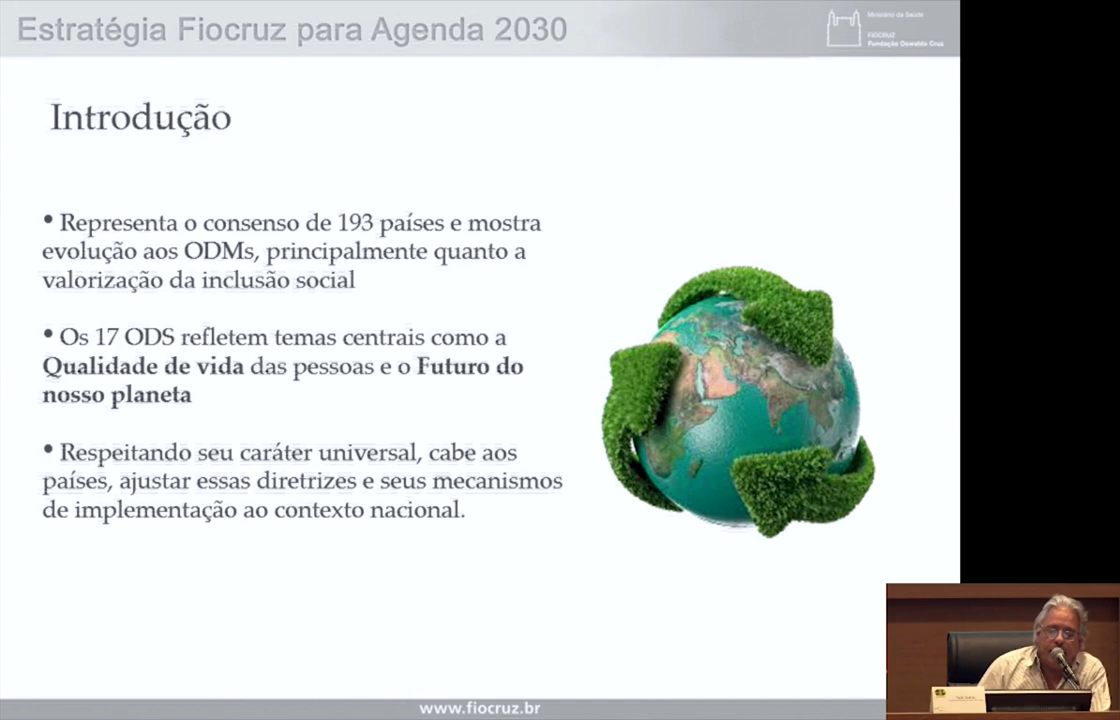 Estratégia Fiocruz para Agenda 2030
Ministério da Saúde
FIOCRUZ
Fundação Oswaldo Cruz
Introdução
• Representa o consenso de 193 países e mostra
evolução aos ODMs, principalmente quanto a
valorização da inclusão social
• Os 17 ODS refletem temas centrais como a
Qualidade de vida das pessoas e o Futuro do
nosso planeta
• Respeitando seu caráter universal, cabe aos
países, ajustar essas diretrizes e seus mecanismos
de implementação ao contexto nacional.
www.fiocruz.br